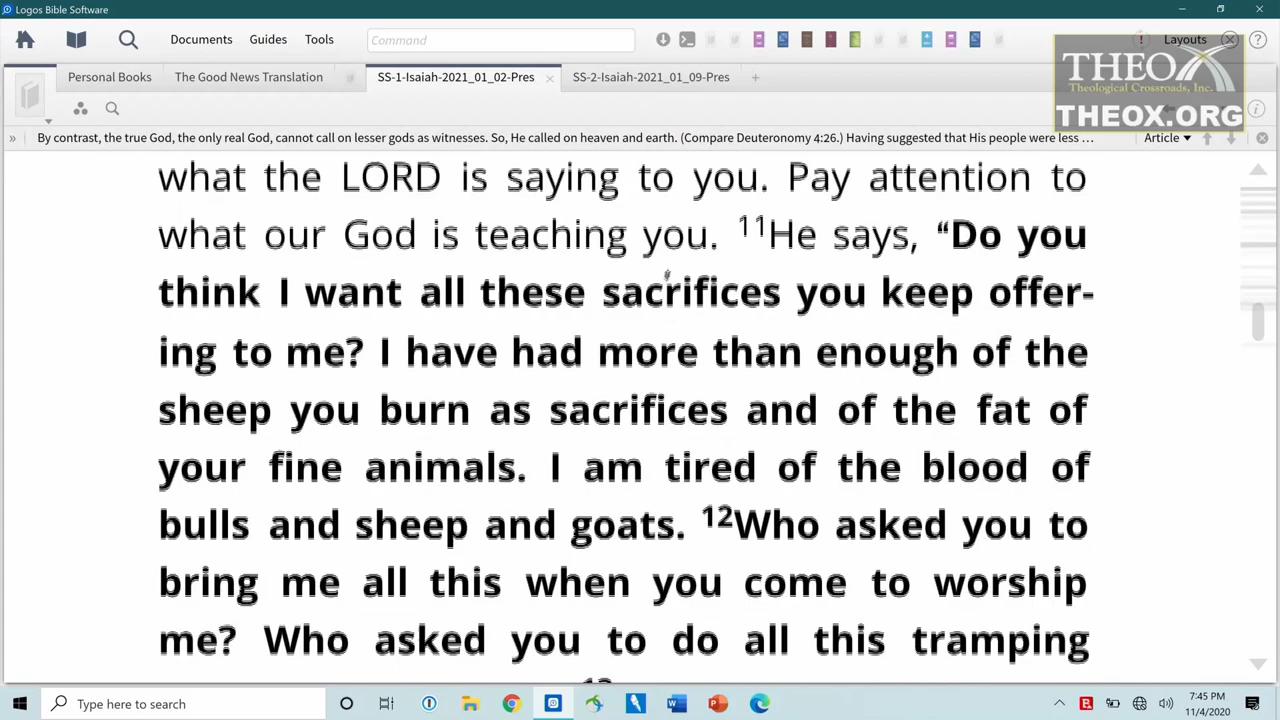 Logos Bible Software
Documents Guides Tools Command Layouts
THEOX
Theological Crossroads, Inc.
THEOX.ORG
Personal Books The Good News Translation SS-1-Isaiah-2021_01_02-Pres SS-2-Isaiah-2021_01_09-Pres
By contrast, the true God, the only real God, cannot call on lesser gods as witnesses. So, He called on heaven and earth. (Compare Deuteronomy 4:26.) Having suggested that His people were less ... Article
what the LORD is saying to you. Pay attention to
what our God is teaching you. 11He says, “Do you
think I want all these sacrifices you keep offer-
ing to me? I have had more than enough of the
sheep you burn as sacrifices and of the fat of
your fine animals. I am tired of the blood of
bulls and sheep and goats. 12Who asked you to
bring me all this when you come to worship
me? Who asked you to do all this tramping
Type here to search
7:45 PM
11/4/2020